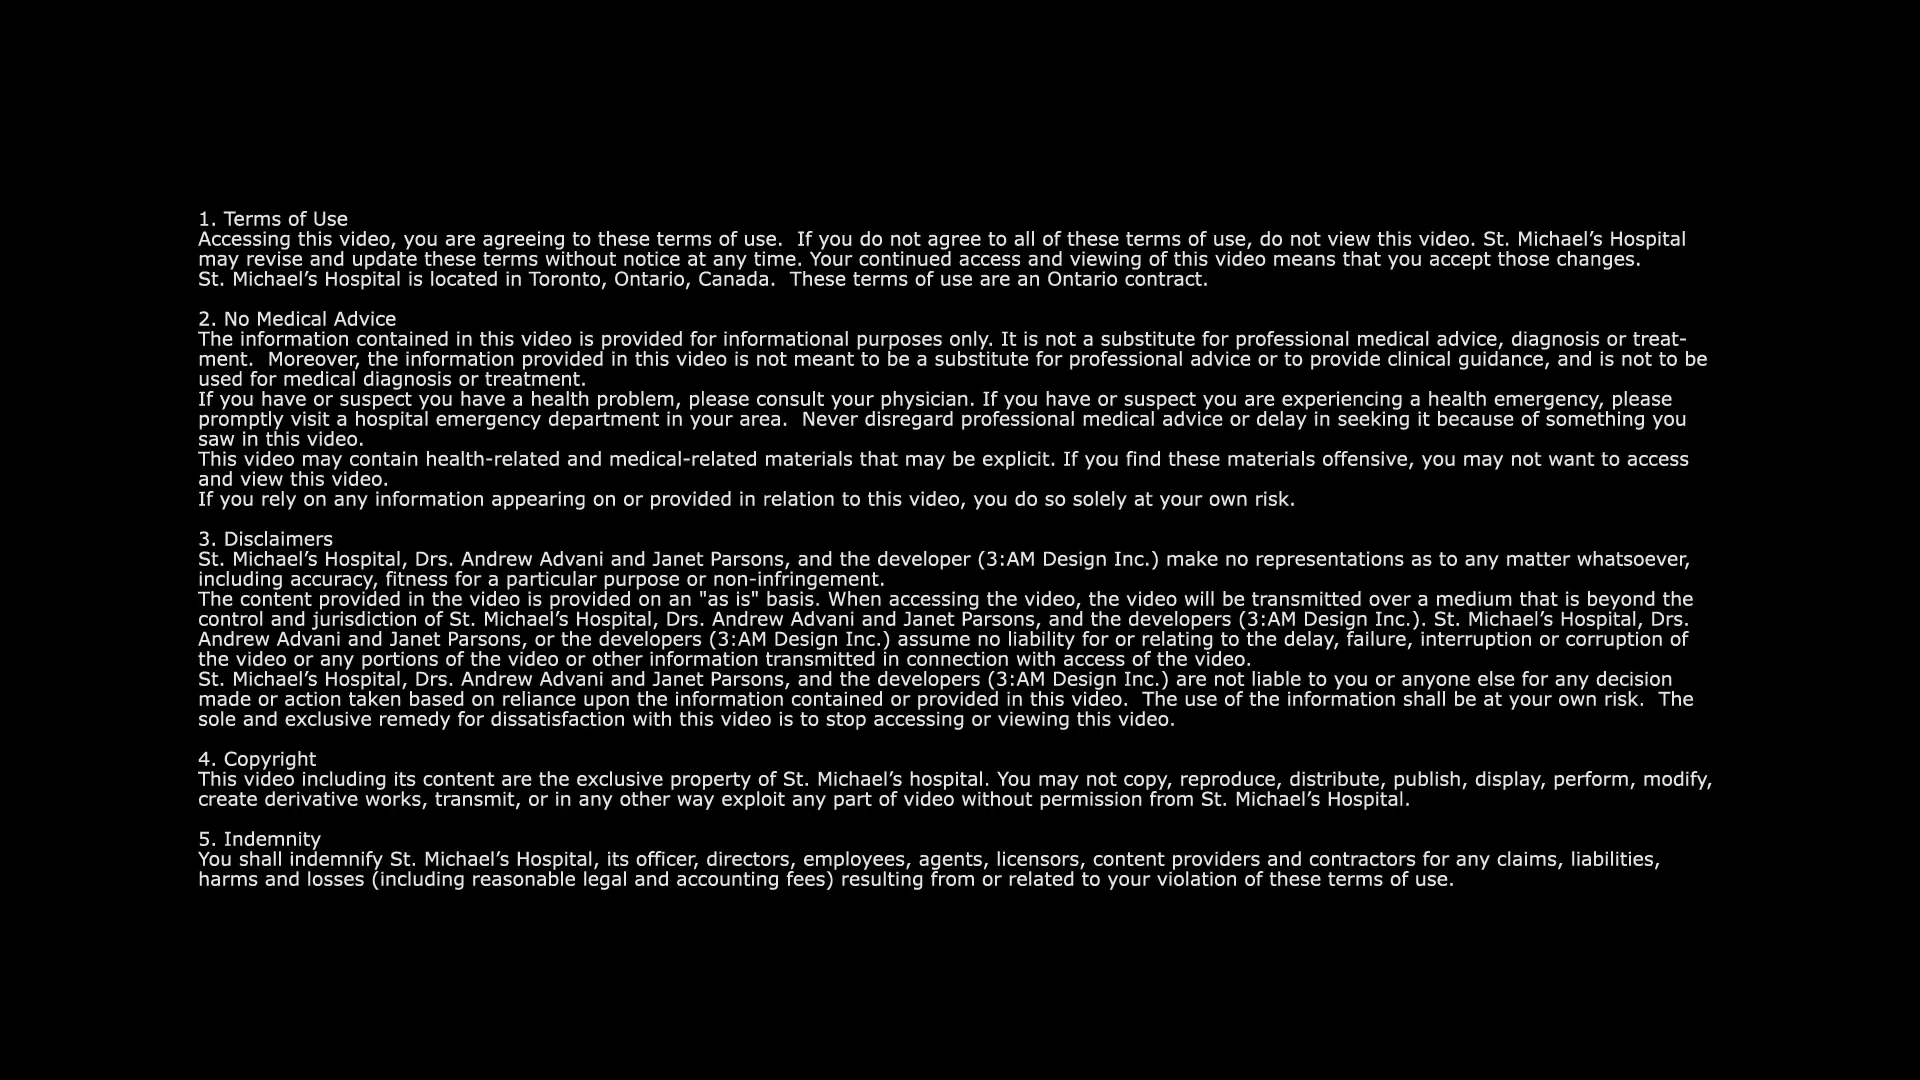 1. Terms of Use
Accessing this video, you are agreeing to these terms of use.  If you do not agree to all of these terms of use, do not view this video. St. Michael’s Hospital
may revise and update these terms without notice at any time. Your continued access and viewing of this video means that you accept those changes.
St. Michael’s Hospital is located in Toronto, Ontario, Canada.  These terms of use are an Ontario contract.
2. No Medical Advice
The information contained in this video is provided for informational purposes only. It is not a substitute for professional medical advice, diagnosis or treat-
ment.  Moreover, the information provided in this video is not meant to be a substitute for professional advice or to provide clinical guidance, and is not to be
used for medical diagnosis or treatment.
If you have or suspect you have a health problem, please consult your physician. If you have or suspect you are experiencing a health emergency, please
promptly visit a hospital emergency department in your area.  Never disregard professional medical advice or delay in seeking it because of something you
saw in this video.
This video may contain health-related and medical-related materials that may be explicit. If you find these materials offensive, you may not want to access
and view this video.
If you rely on any information appearing on or provided in relation to this video, you do so solely at your own risk.
3. Disclaimers
St. Michael’s Hospital, Drs. Andrew Advani and Janet Parsons, and the developer (3:AM Design Inc.) make no representations as to any matter whatsoever,
including accuracy, fitness for a particular purpose or non-infringement.
The content provided in the video is provided on an "as is" basis. When accessing the video, the video will be transmitted over a medium that is beyond the
control and jurisdiction of St. Michael’s Hospital, Drs. Andrew Advani and Janet Parsons, and the developers (3:AM Design Inc.). St. Michael’s Hospital, Drs.
Andrew Advani and Janet Parsons, or the developers (3:AM Design Inc.) assume no liability for or relating to the delay, failure, interruption or corruption of
the video or any portions of the video or other information transmitted in connection with access of the video.
St. Michael’s Hospital, Drs. Andrew Advani and Janet Parsons, and the developers (3:AM Design Inc.) are not liable to you or anyone else for any decision
made or action taken based on reliance upon the information contained or provided in this video.  The use of the information shall be at your own risk.  The
sole and exclusive remedy for dissatisfaction with this video is to stop accessing or viewing this video.
4. Copyright
This video including its content are the exclusive property of St. Michael’s hospital. You may not copy, reproduce, distribute, publish, display, perform, modify,
create derivative works, transmit, or in any other way exploit any part of video without permission from St. Michael’s Hospital.
5. Indemnity
You shall indemnify St. Michael’s Hospital, its officer, directors, employees, agents, licensors, content providers and contractors for any claims, liabilities,
harms and losses (including reasonable legal and accounting fees) resulting from or related to your violation of these terms of use.